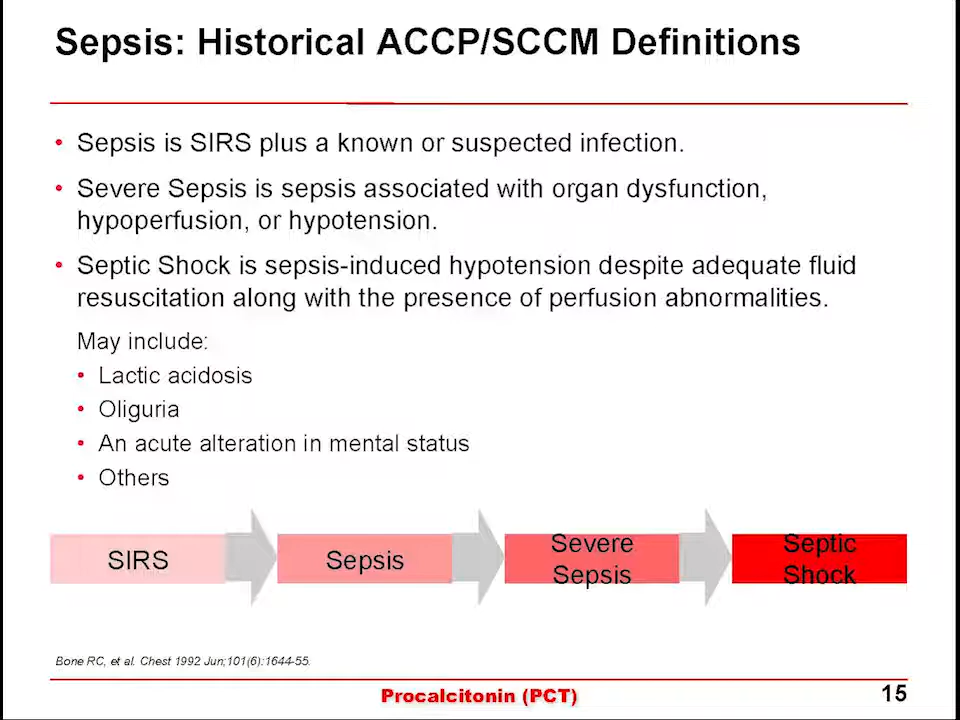 Sepsis: Historical ACCP/SCCM Definitions
• Sepsis is SIRS plus a known or suspected infection.
• Severe Sepsis is sepsis associated with organ dysfunction,
hypoperfusion, or hypotension.
• Septic Shock is sepsis-induced hypotension despite adequate fluid
resuscitation along with the presence of perfusion abnormalities.
May include:
• Lactic acidosis
• Oliguria
• An acute alteration in mental status
• Others
SIRS
Sepsis
Severe
Sepsis
Septic
Shock
Bone RC, et al. Chest 1992 Jun;101(6):1644-55.
Procalcitonin (PCT)
15